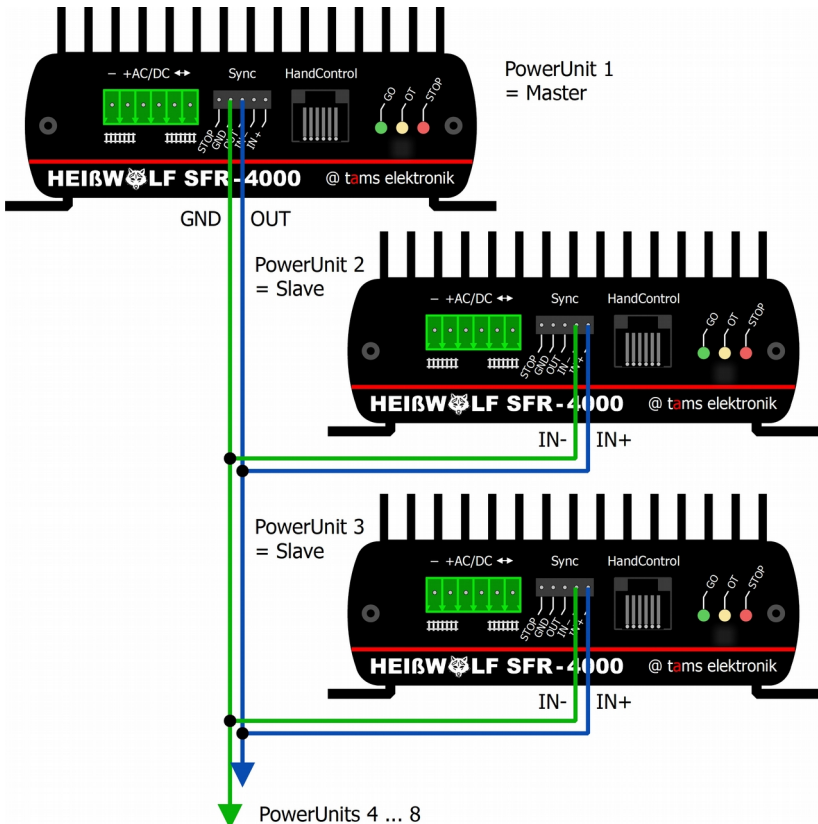 PowerUnit 1
= Master
− +AC/DC ↔ Sync HandControl
GO OT STOP
STOP GND OUT IN− IN+
HEIßWOLF SFR-4000 @ tams elektronik
GND OUT
PowerUnit 2
= Slave
− +AC/DC ↔ Sync HandControl
GO OT STOP
STOP GND OUT IN− IN+
HEIßWOLF SFR-4000 @ tams elektronik
IN- IN+
PowerUnit 3
= Slave
− +AC/DC ↔ Sync HandControl
GO OT STOP
STOP GND OUT IN− IN+
HEIßWOLF SFR-4000 @ tams elektronik
IN- IN+
PowerUnits 4 ... 8